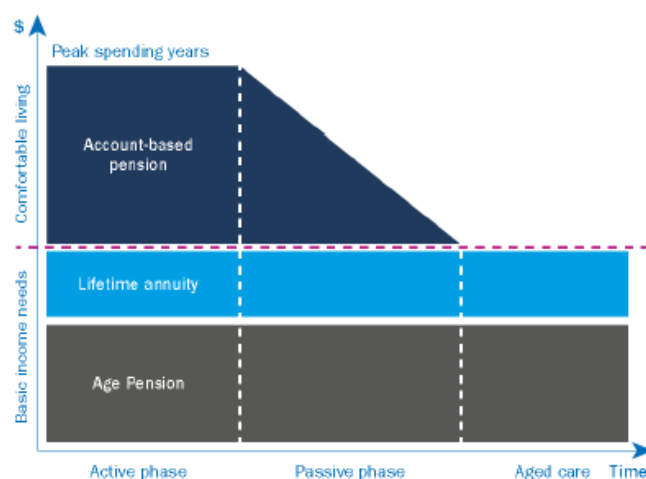 $
Peak spending years
Comfortable living
Account-based
pension
Basic income needs
Lifetime annuity
Age Pension
Active phase
Passive phase
Aged care
Time